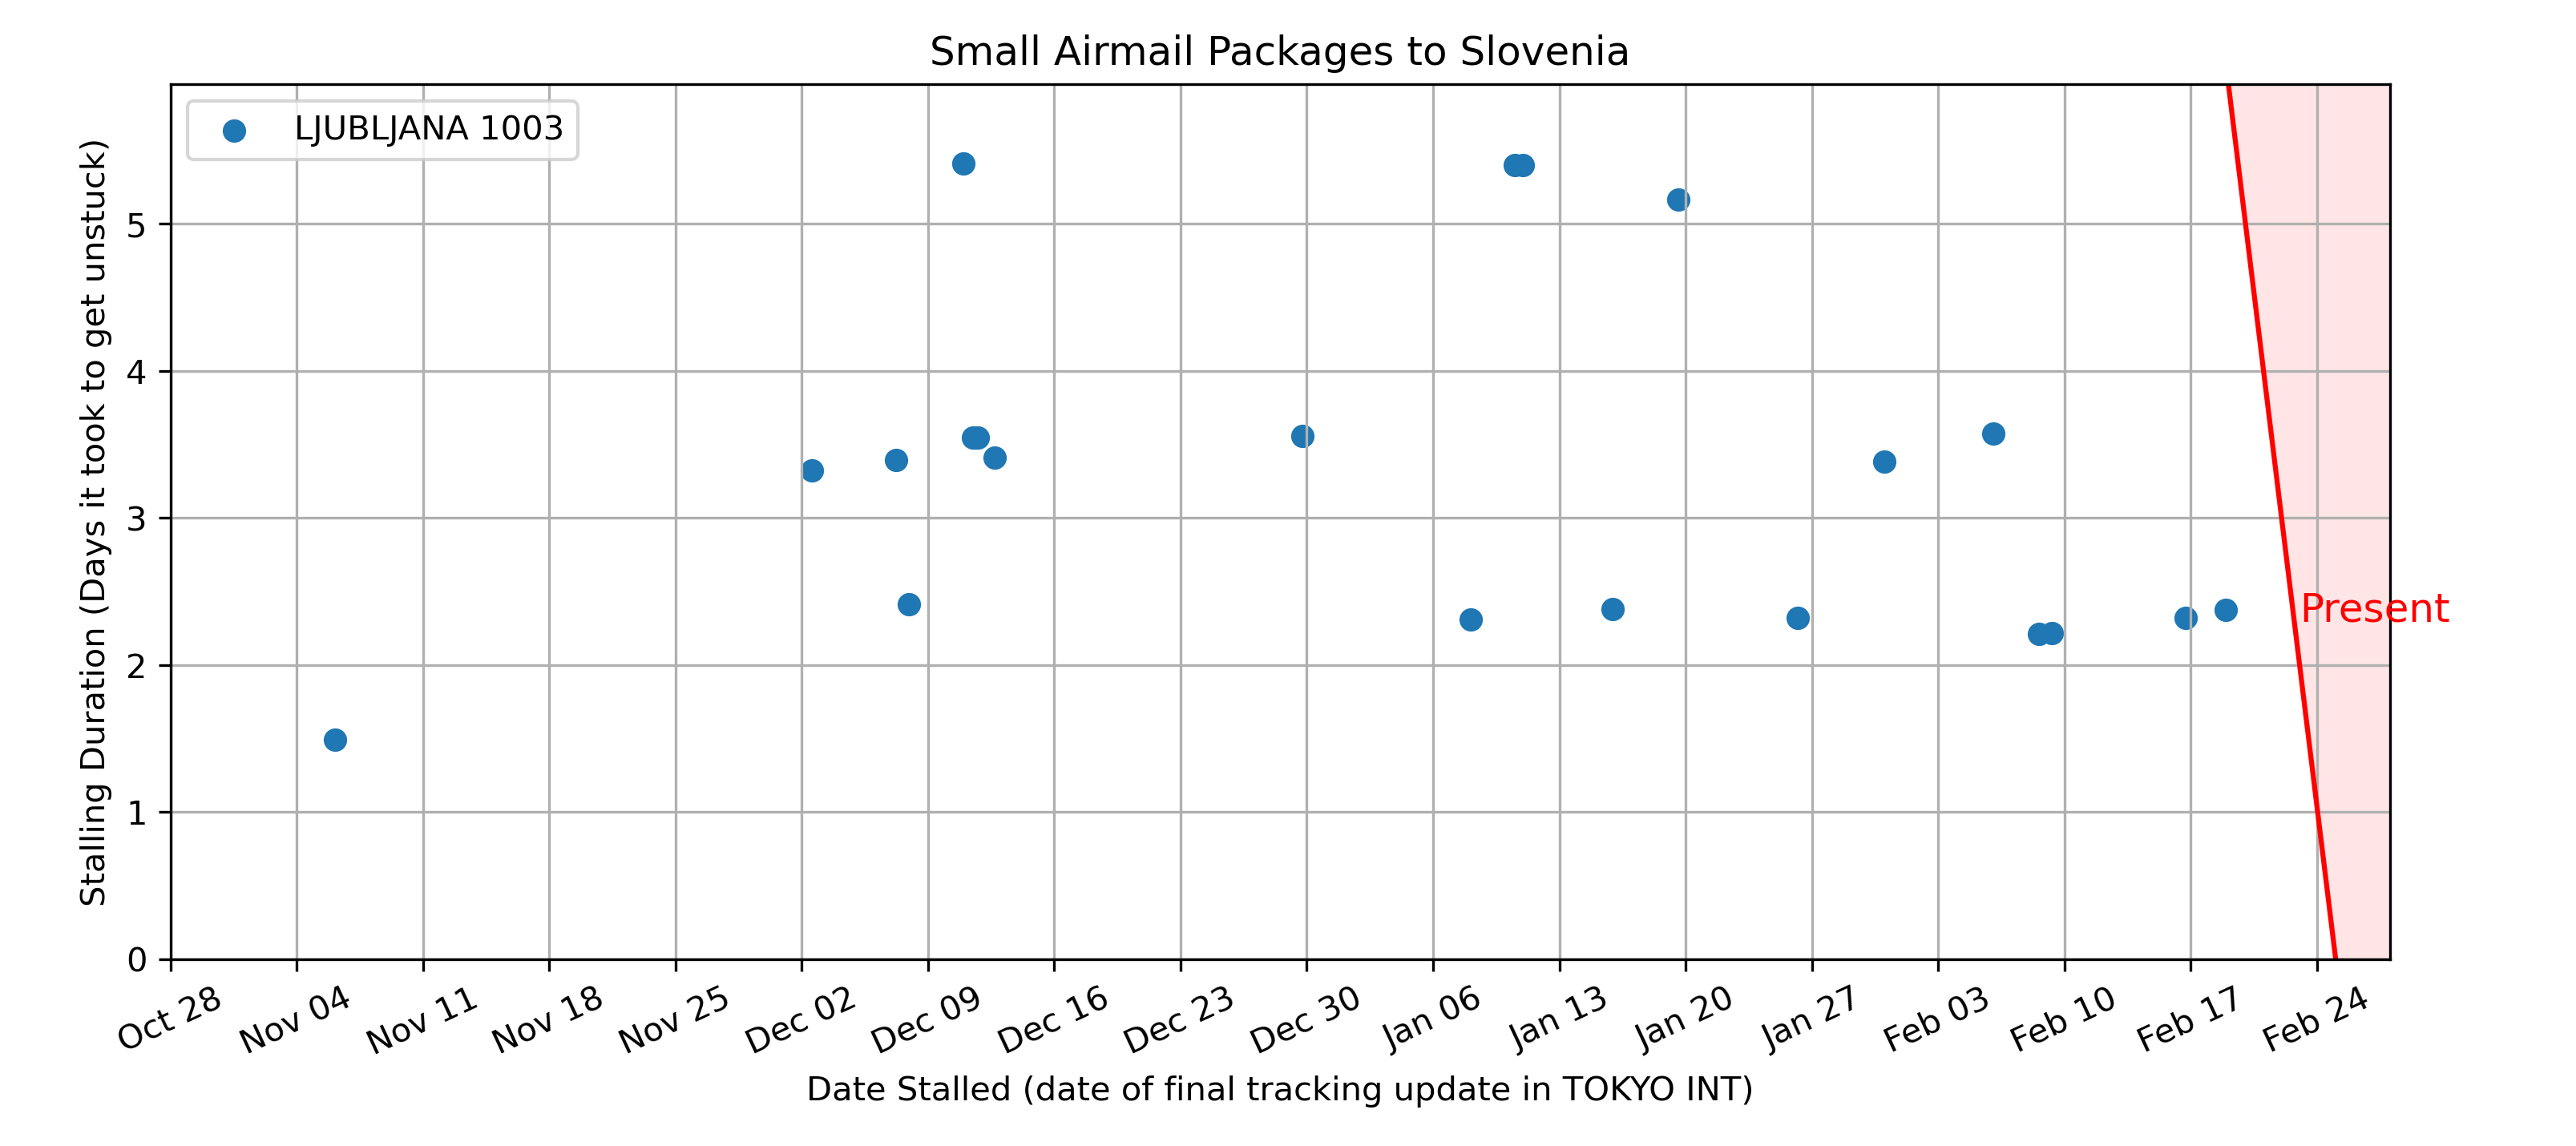 Small Airmail Packages to Slovenia
LJUBLJANA 1003
Stalling Duration (Days it took to get unstuck)
5
4
3
2
1
0
Present
Oct 28
Nov 04
Nov 11
Nov 18
Nov 25
Dec 02
Dec 09
Dec 16
Dec 23
Dec 30
Jan 06
Jan 13
Jan 20
Jan 27
Feb 03
Feb 10
Feb 17
Feb 24
Date Stalled (date of final tracking update in TOKYO INT)